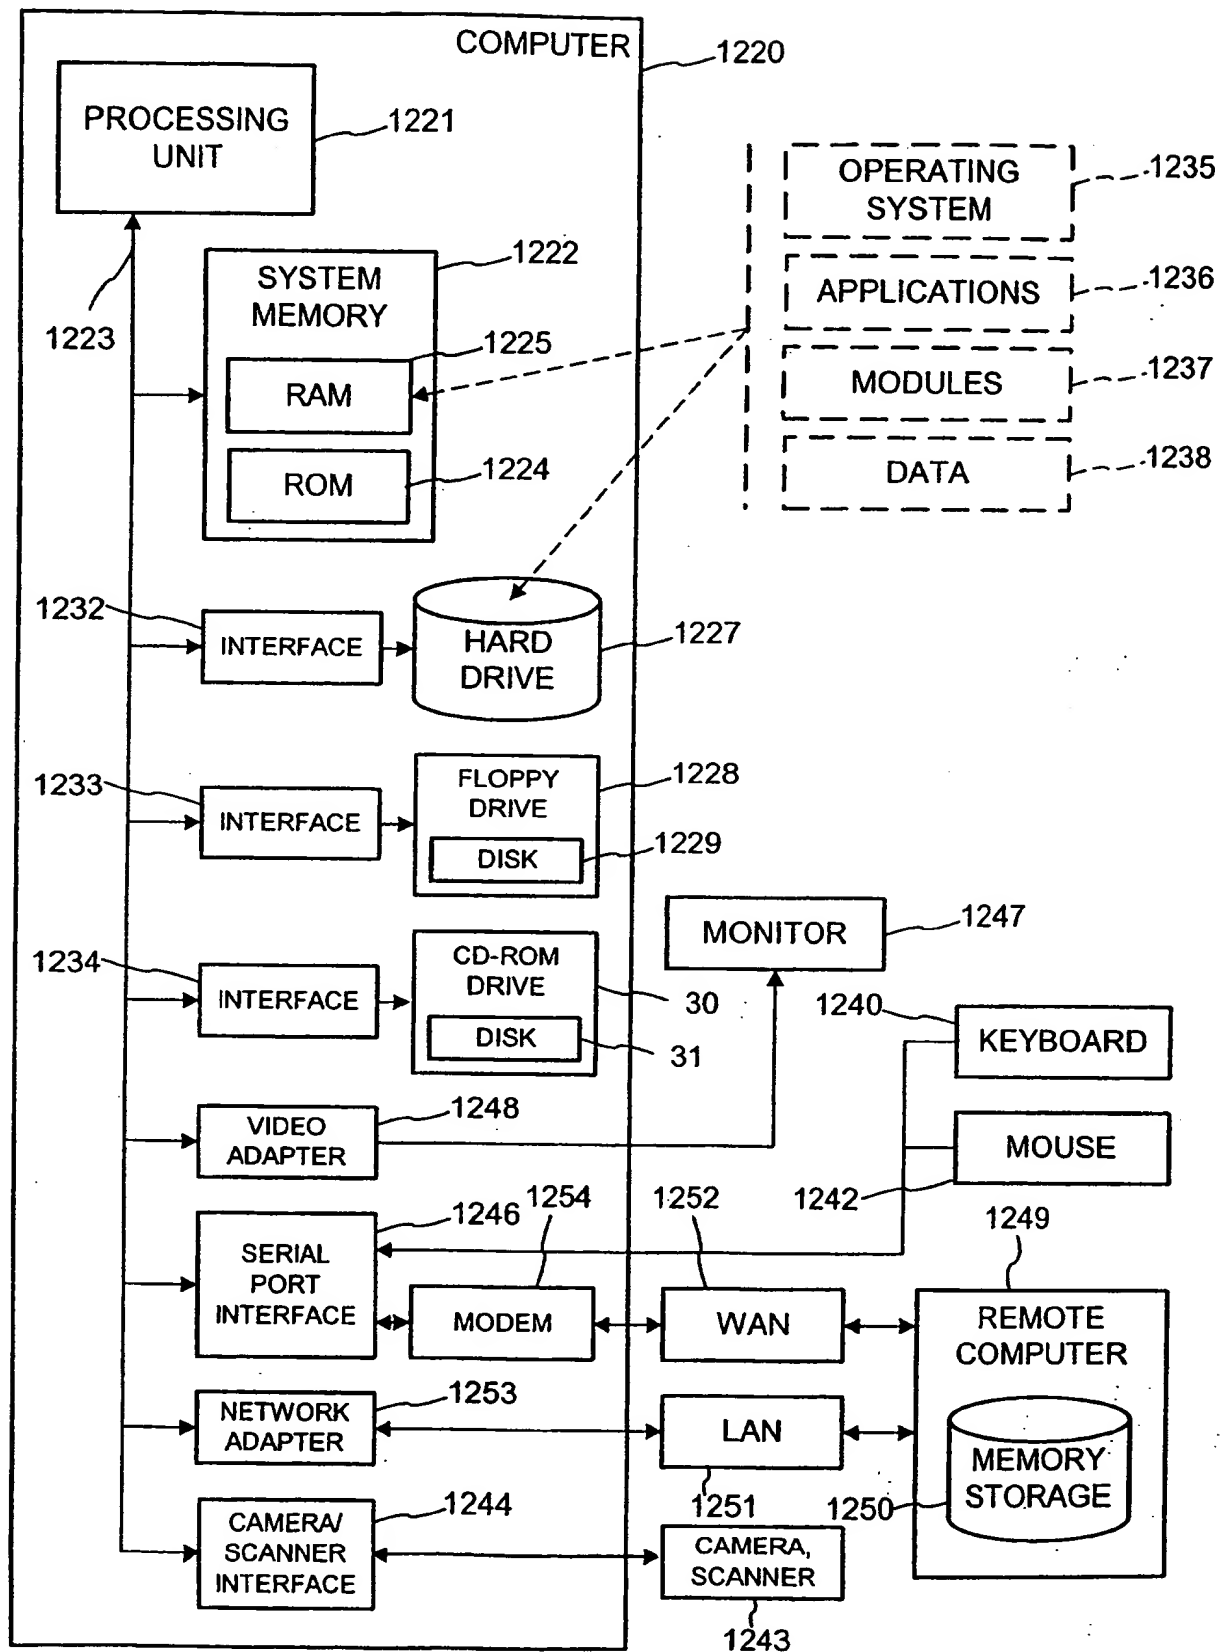 COMPUTER
1220
PROCESSING
UNIT
1221
1223
SYSTEM
MEMORY
1222
RAM
1225
ROM
1224
OPERATING
SYSTEM
1235
APPLICATIONS
1236
MODULES
1237
DATA
1238
1232
INTERFACE
HARD
DRIVE
1227
1233
INTERFACE
FLOPPY
DRIVE
1228
DISK
1229
1234
INTERFACE
CD-ROM
DRIVE
30
DISK
31
MONITOR
1247
1240
KEYBOARD
MOUSE
1242
VIDEO
ADAPTER
1248
SERIAL
PORT
INTERFACE
1246
1254
MODEM
1252
WAN
1249
REMOTE
COMPUTER
MEMORY
STORAGE
1250
NETWORK
ADAPTER
1253
LAN
1251
CAMERA/
SCANNER
INTERFACE
1244
CAMERA,
SCANNER
1243